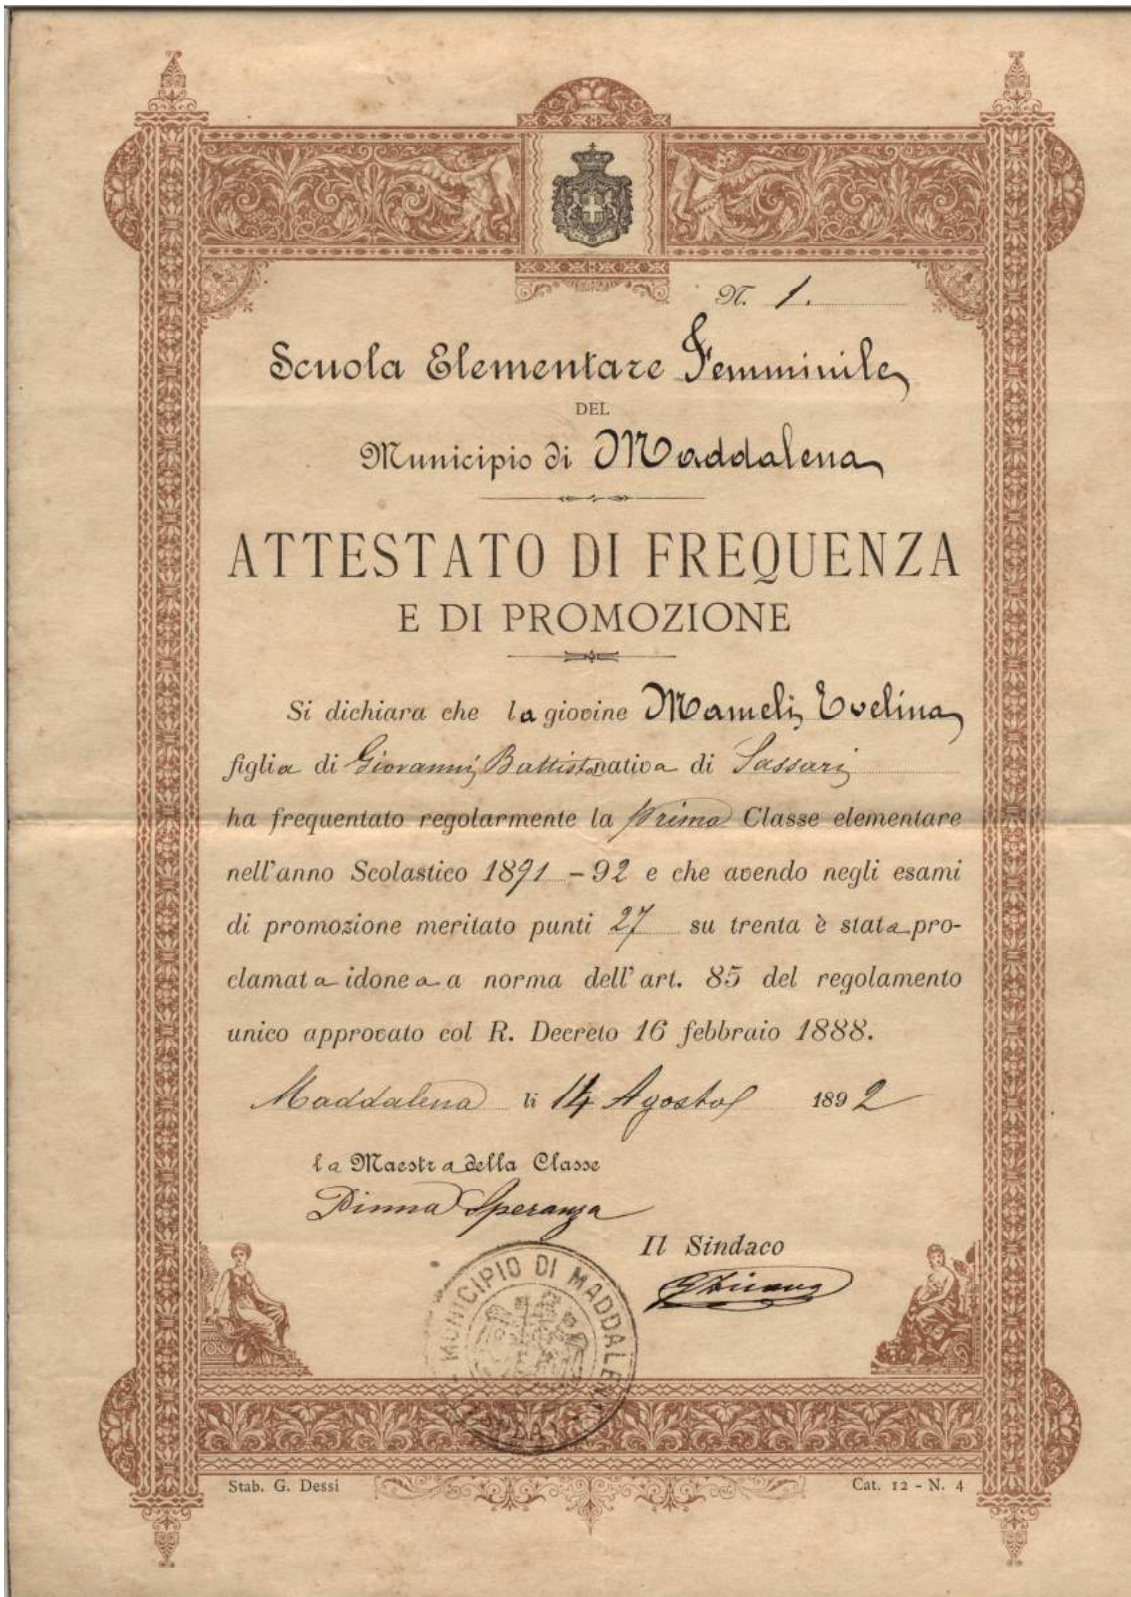 N. 1.
Scuola Elementare Femminile
DEL
Municipio di Maddalena
ATTESTATO DI FREQUENZA
E DI PROMOZIONE
Si dichiara che la giovine Mameli Evelina
figlia di Giovanni Battista nativa di Sassari
ha frequentato regolarmente la Prima Classe elementare
nell'anno Scolastico 1891-92 e che avendo negli esami
di promozione meritato punti 27 su trenta è stata pro-
clamata idonea a norma dell'art. 85 del regolamento
unico approvato col R. Decreto 16 febbraio 1888.
Maddalena li 14 Agosto 1892
la Maestra della Classe
Pinna Speranza
Il Sindaco
MUNICIPIO DI MADDALENA
Stab. G. Dessi
Cat. 12 - N. 4